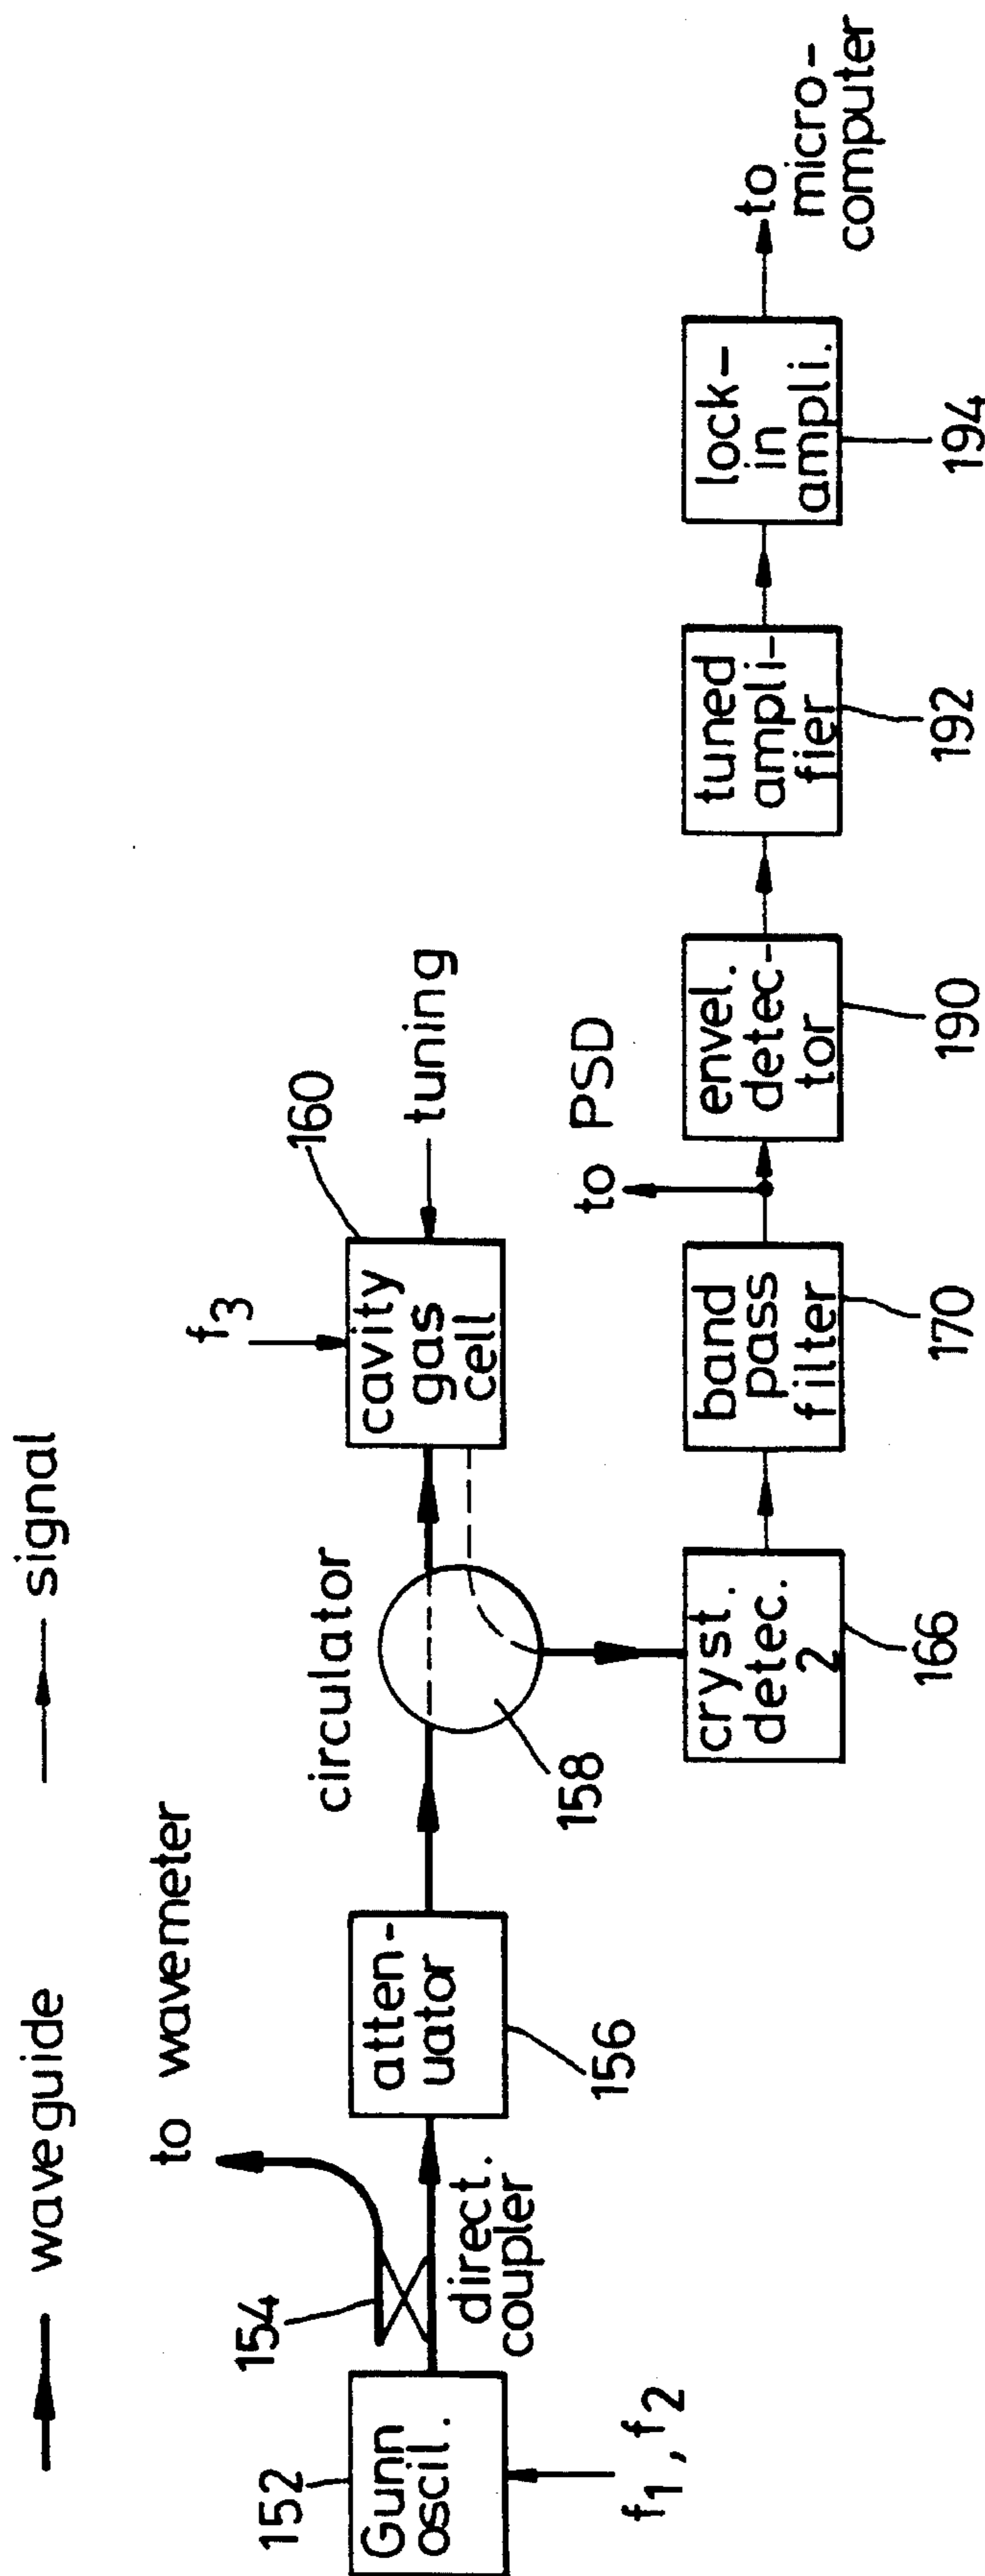 waveguide
signal
to wavemeter
154
152
Gunn
oscil.
f1, f2
direct.
coupler
atten-
uator
156
circulator
158
f3
160
cavity
gas
cell
tuning
cryst.
detec.
2
166
band
pass
filter
170
to PSD
envel.
detec-
tor
190
tuned
ampli-
fier
192
lock-
in
ampli.
194
to
micro-
computer